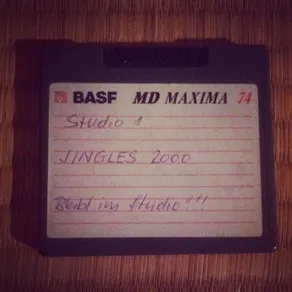 BASF MD MAXIMA 74
Studio 1
JINGLES 2000
Bleibt im Studio!!!